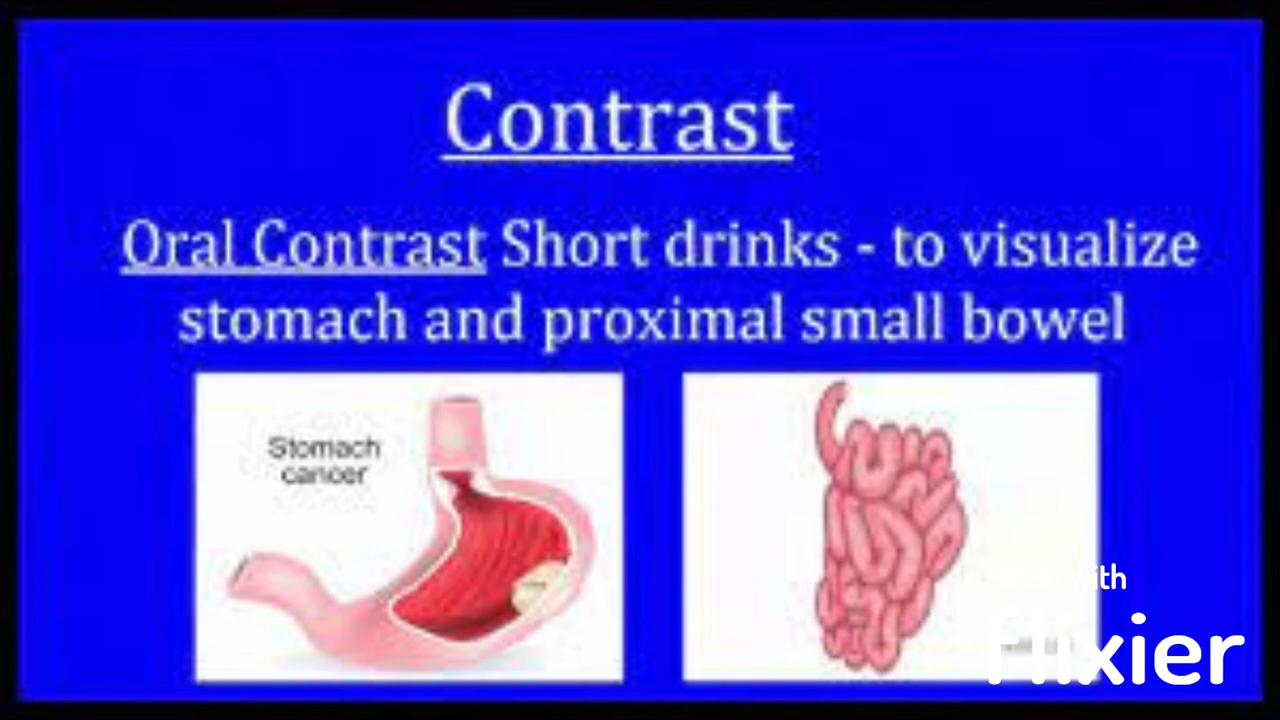 Contrast
Oral Contrast Short drinks - to visualize
stomach and proximal small bowel
Stomach
cancer
flixier